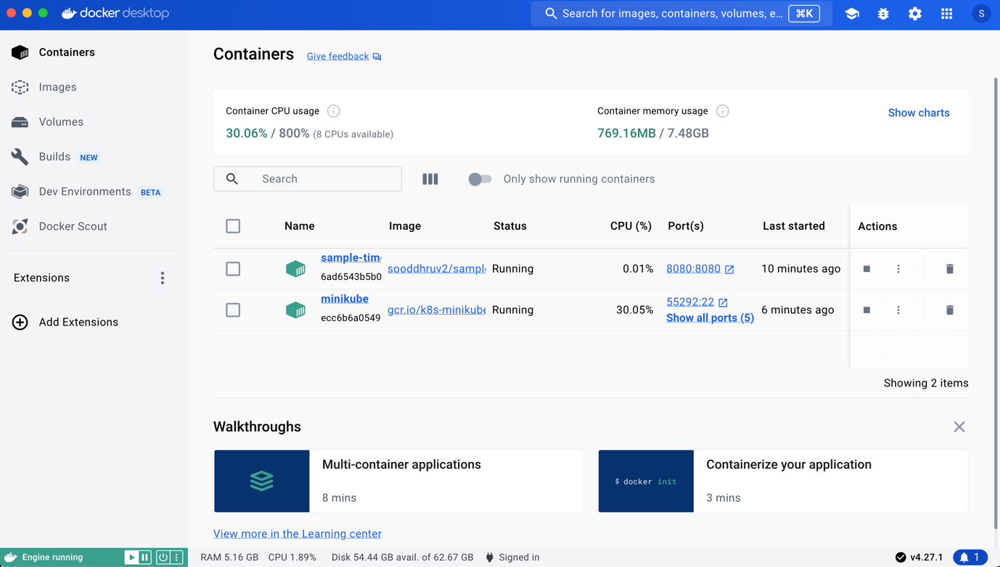 docker desktop
Search for images, containers, volumes, e... ⌘K
S
Containers
Images
Volumes
Builds NEW
Dev Environments BETA
Docker Scout
Extensions
Add Extensions
Containers Give feedback
Container CPU usage
30.06% / 800% (8 CPUs available)
Container memory usage
769.16MB / 7.48GB
Show charts
Search
Only show running containers
Name Image Status CPU (%) Port(s) Last started Actions
sample-time
6ad6543b5b0
sooddhruv2/sample Running 0.01% 8080:8080 10 minutes ago
minikube
ecc6b6a0549
gcr.io/k8s-minikube Running 30.05% 55292:22
Show all ports (5)
6 minutes ago
Showing 2 items
Walkthroughs
Multi-container applications
8 mins
$ docker init
Containerize your application
3 mins
View more in the Learning center
Engine running
RAM 5.16 GB CPU 1.89% Disk 54.44 GB avail. of 62.67 GB Signed in
v4.27.1
1